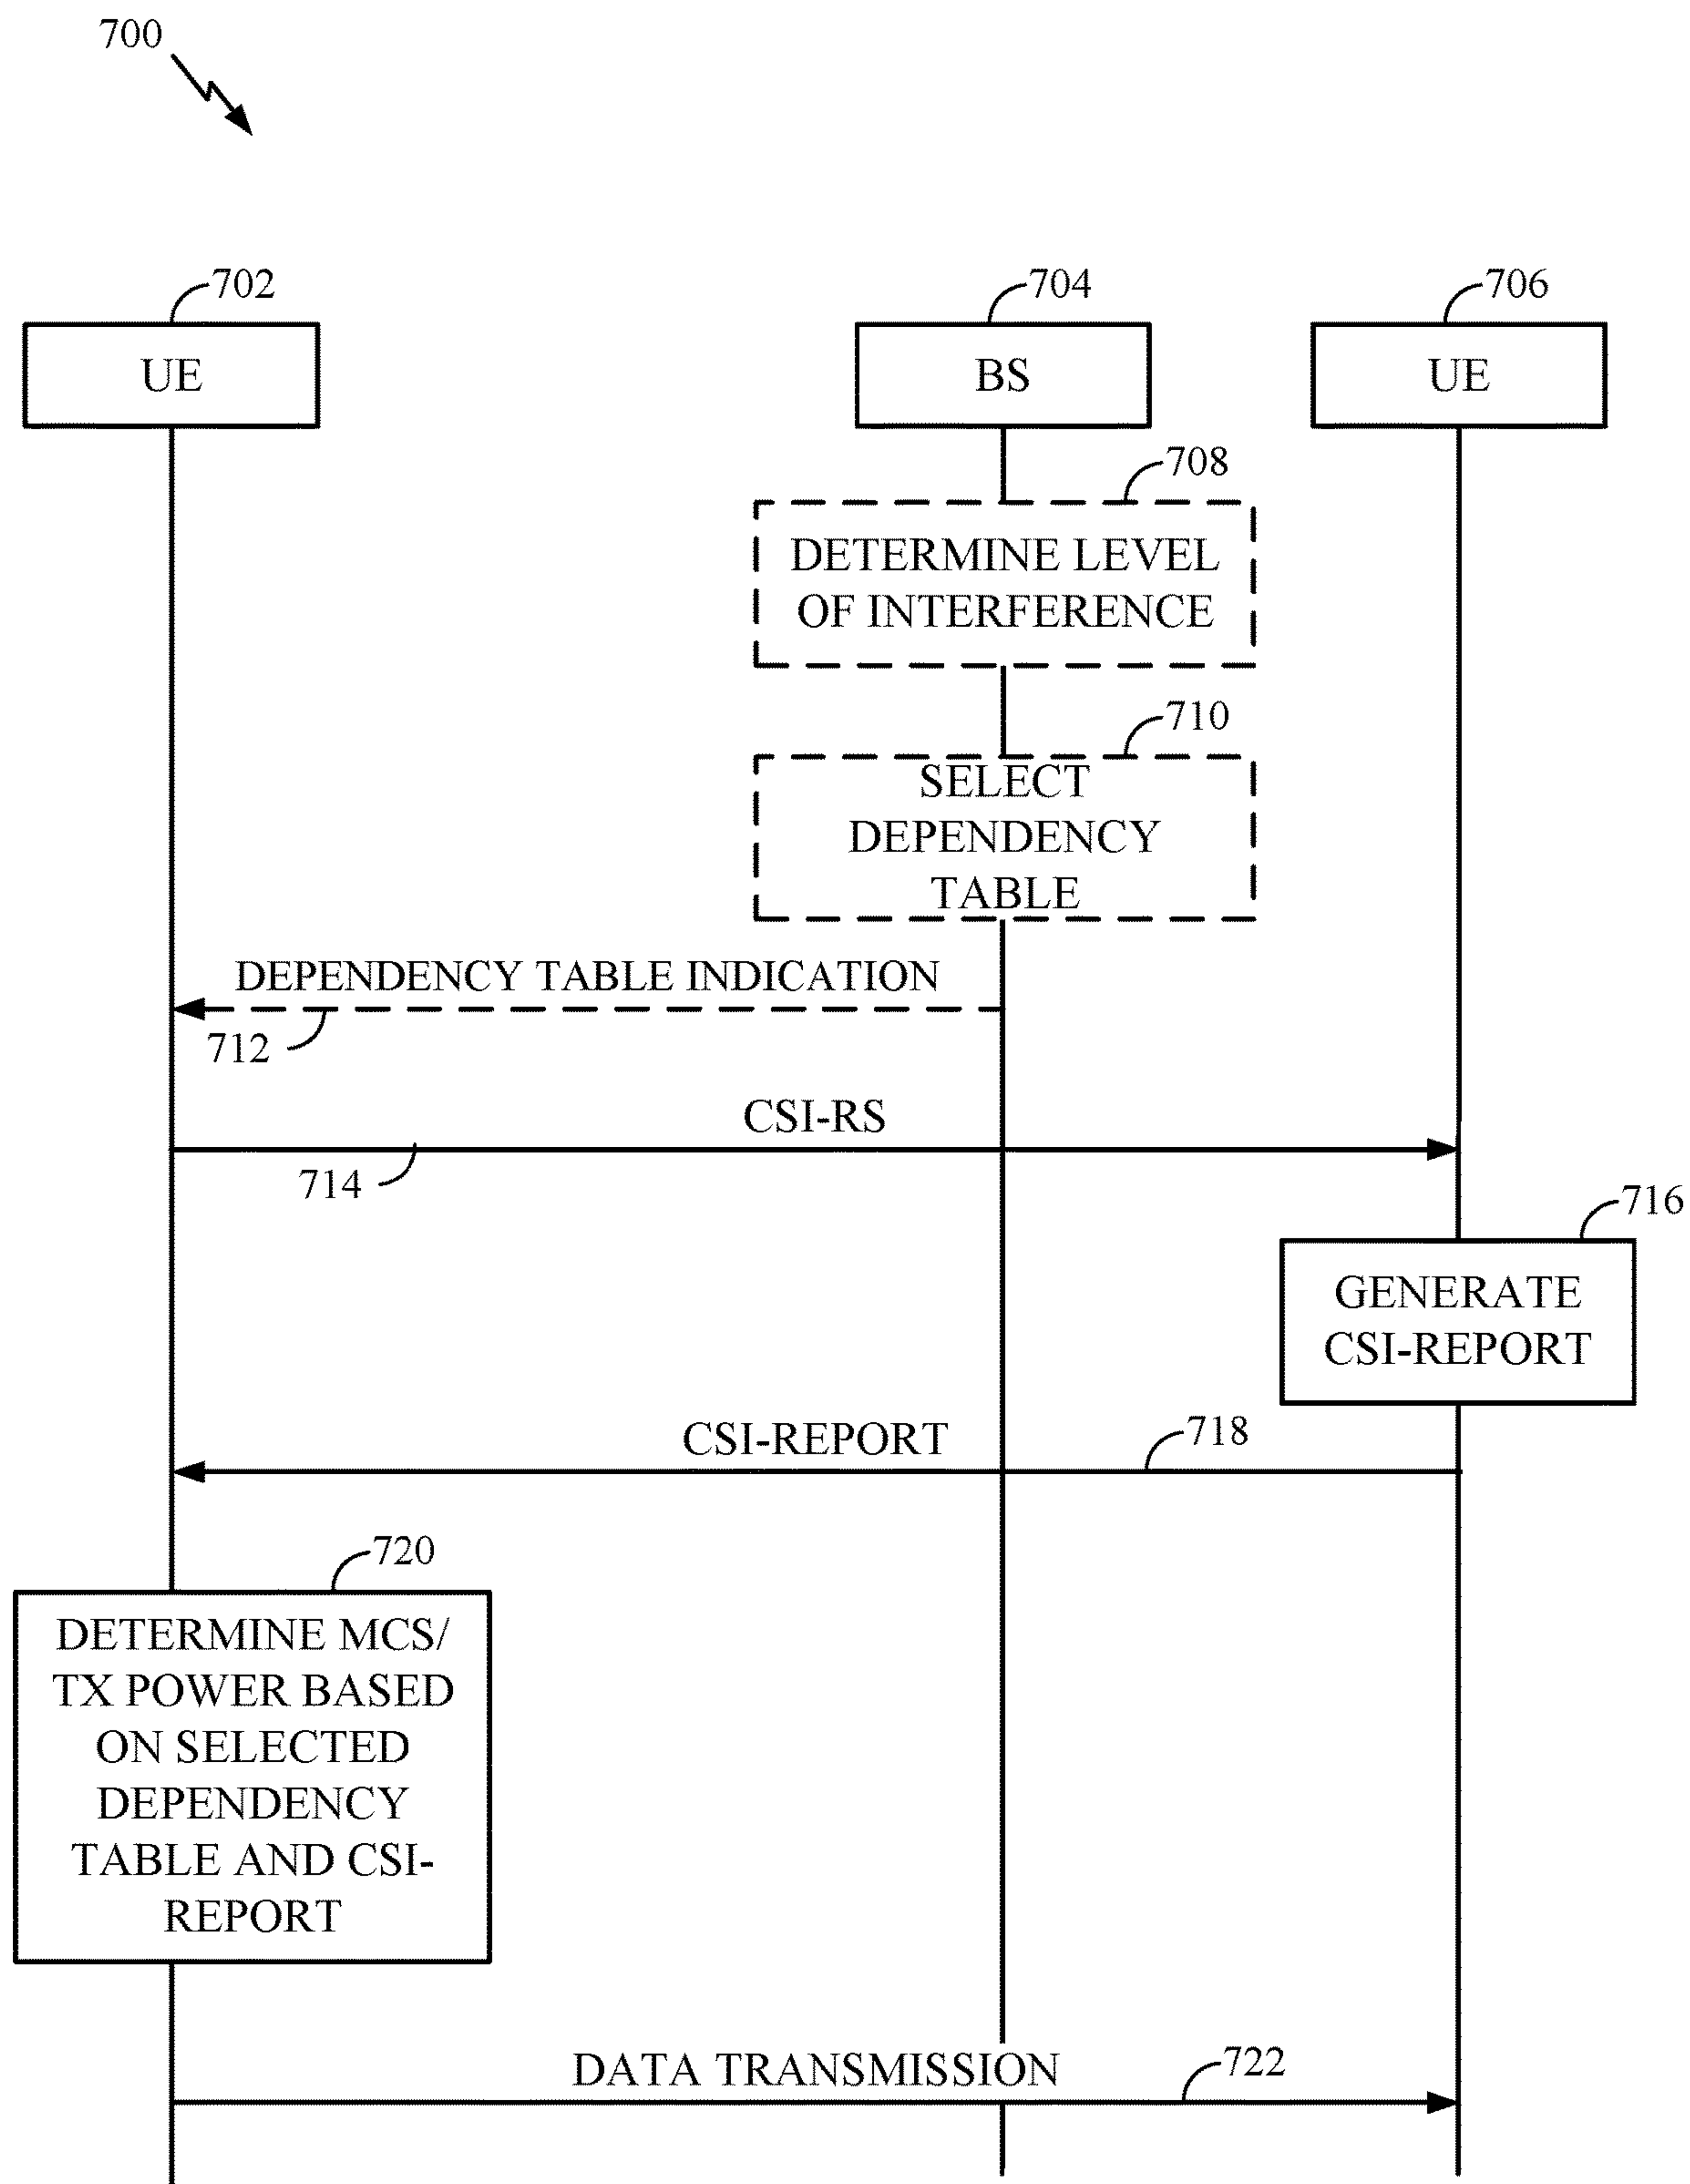 700
702
704
706
UE
BS
UE
708
DETERMINE LEVEL
OF INTERFERENCE
710
SELECT
DEPENDENCY
TABLE
DEPENDENCY TABLE INDICATION
712
CSI-RS
714
716
GENERATE
CSI-REPORT
CSI-REPORT
718
720
DETERMINE MCS/
TX POWER BASED
ON SELECTED
DEPENDENCY
TABLE AND CSI-
REPORT
DATA TRANSMISSION
722